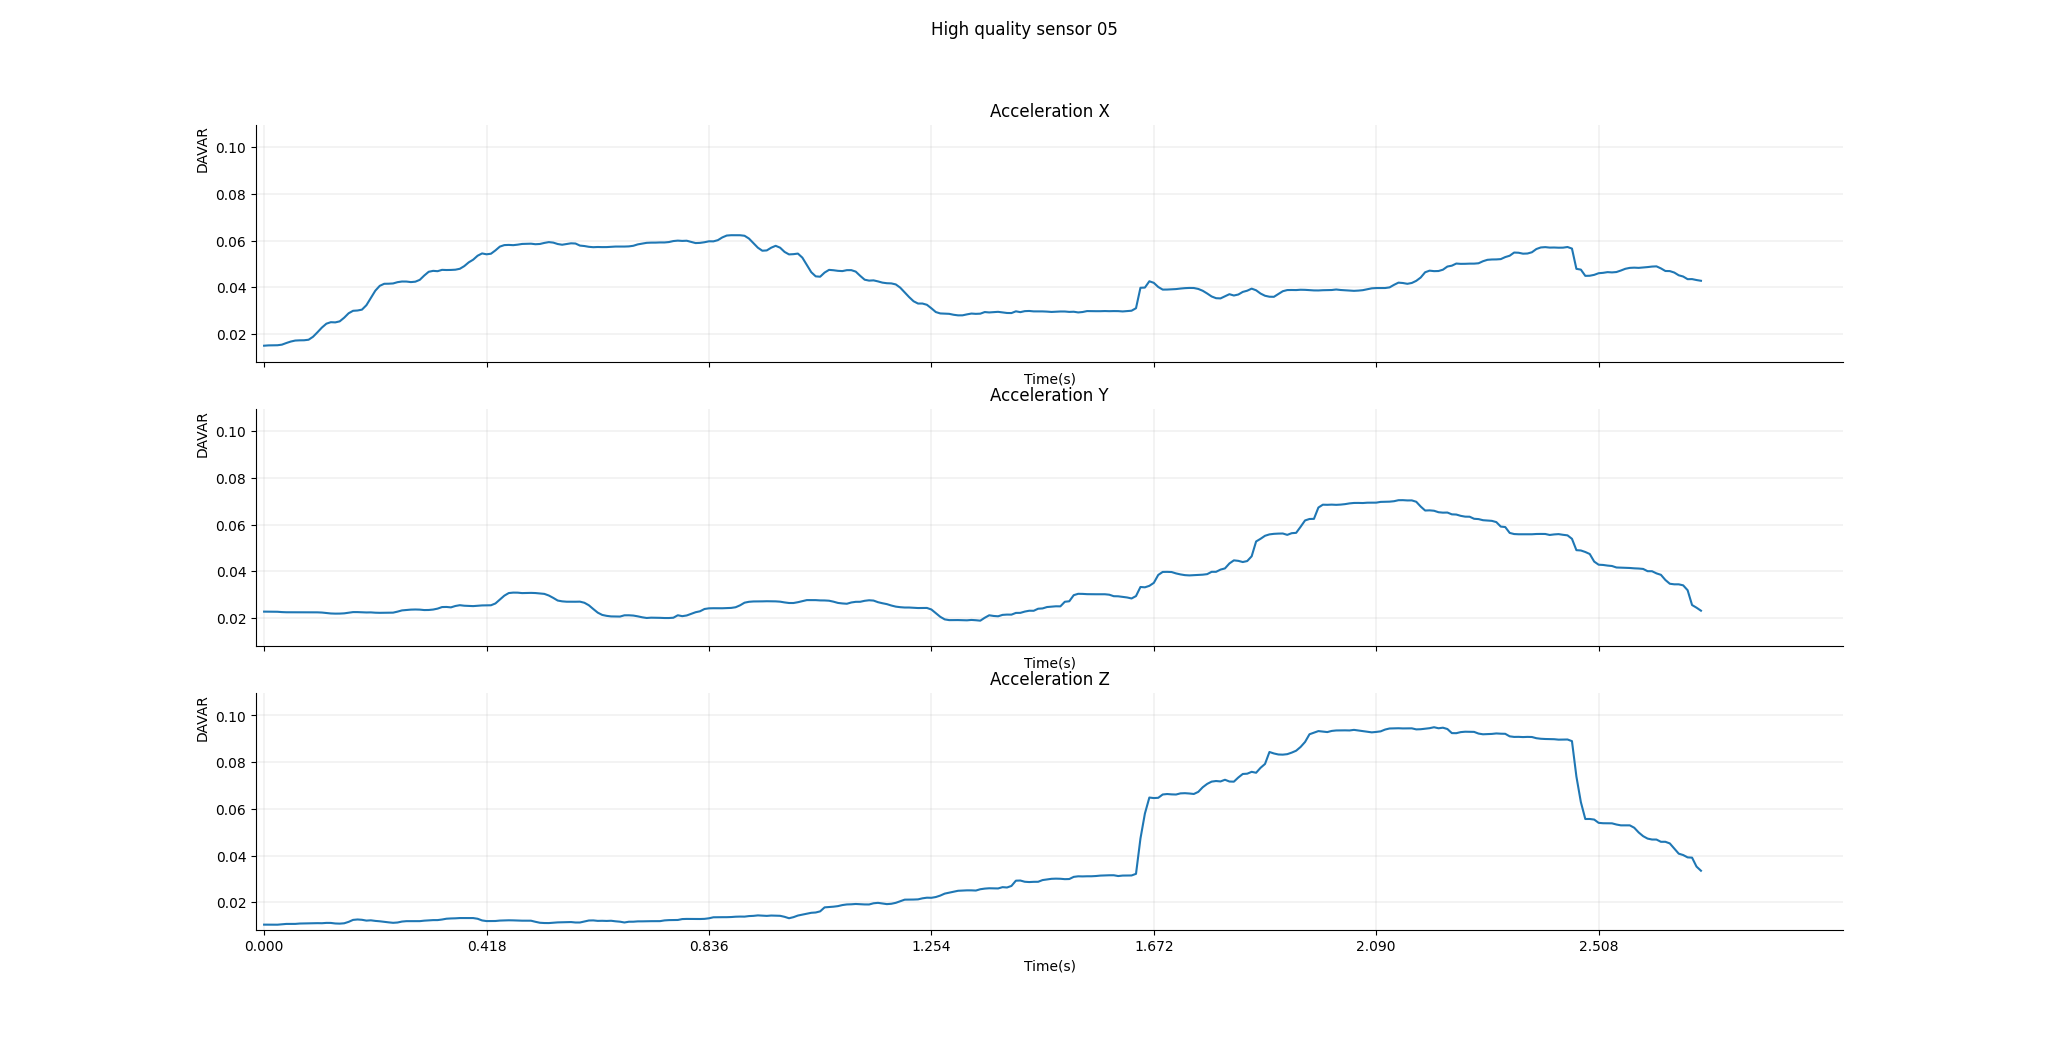 High quality sensor 05
Acceleration X
DAVAR
0.10
0.08
0.06
0.04
0.02
Time(s)
Acceleration Y
DAVAR
0.10
0.08
0.06
0.04
0.02
Time(s)
Acceleration Z
DAVAR
0.10
0.08
0.06
0.04
0.02
0.000 0.418 0.836 1.254 1.672 2.090 2.508
Time(s)